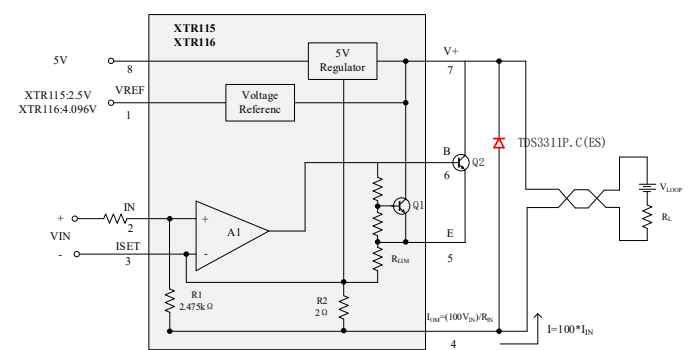 XTR115
XTR116
5V
8
5V
Regulator
V+
7
XTR115:2.5V
XTR116:4.096V
VREF
1
Voltage
Referenc
TDS3311P.C(ES)
B
6
Q2
Q1
VLOOP
RL
+
VIN
-
IN
2
ISET
3
+
-
A1
E
5
RLIM
R1
2.475kΩ
R2
2Ω
IOM=(100VIN)/RIN
4
I=100*IIN